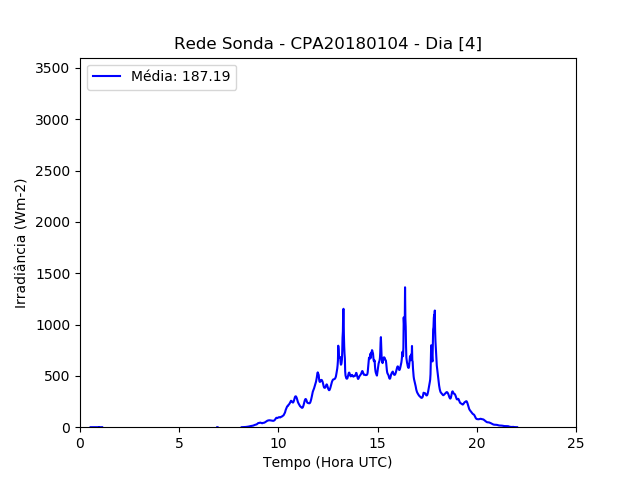 Rede Sonda - CPA20180104 - Dia [4]
Média: 187.19
3500
3000
2500
2000
1500
1000
500
0
Irradiância (Wm-2)
0 5 10 15 20 25
Tempo (Hora UTC)